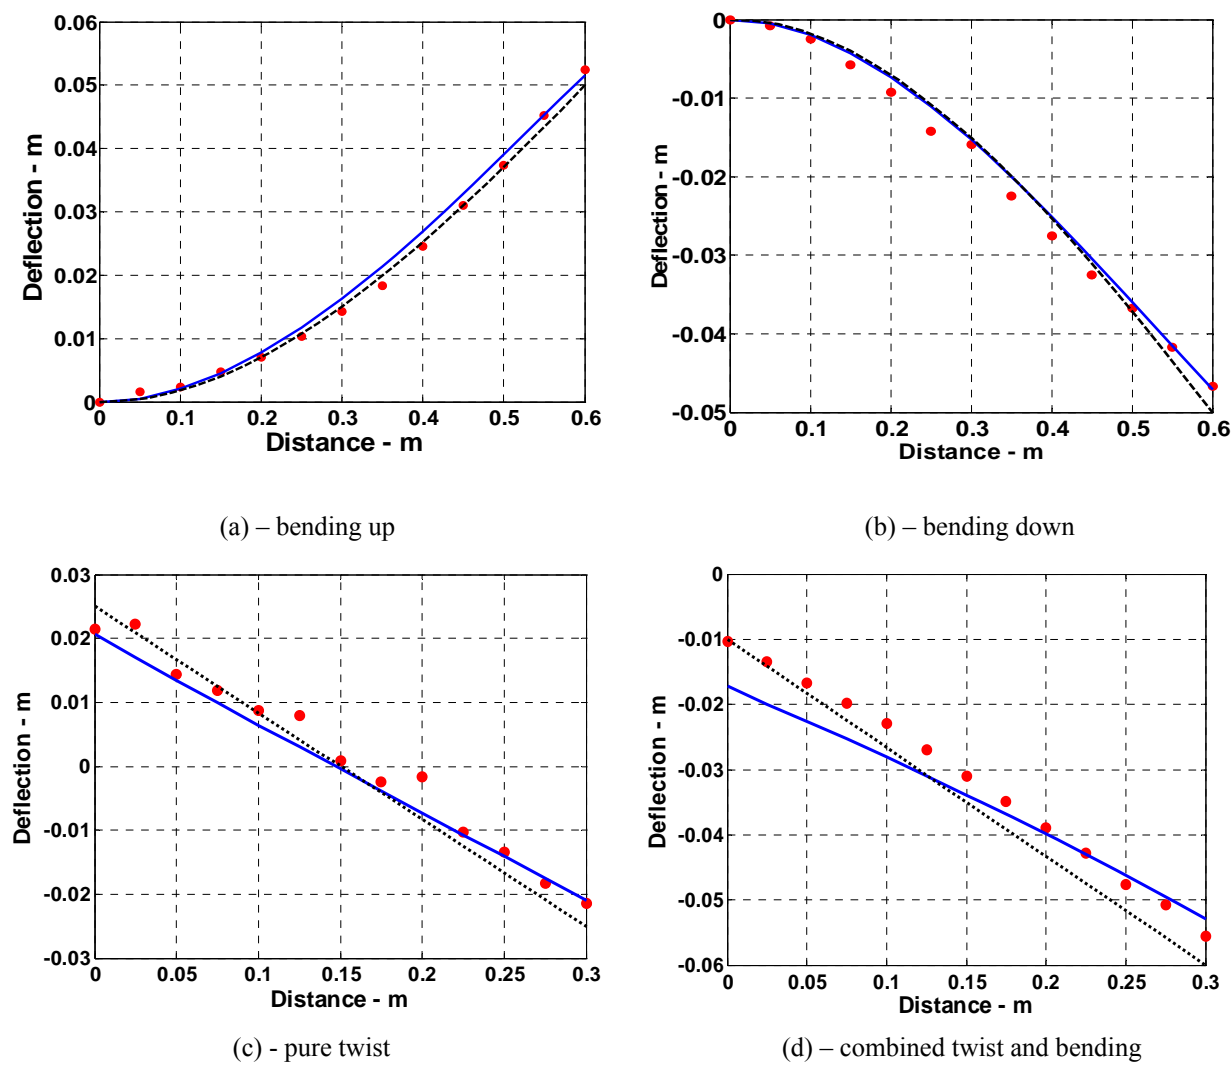 0.06
0.05
0.04
0.03
0.02
0.01
0
Deflection - m
0 0.1 0.2 0.3 0.4 0.5 0.6
Distance - m
(a) – bending up
0
-0.01
-0.02
-0.03
-0.04
-0.05
Deflection - m
0 0.1 0.2 0.3 0.4 0.5 0.6
Distance - m
(b) – bending down
0.03
0.02
0.01
0
-0.01
-0.02
-0.03
Deflection - m
0 0.05 0.1 0.15 0.2 0.25 0.3
Distance - m
(c) - pure twist
0
-0.01
-0.02
-0.03
-0.04
-0.05
-0.06
Deflection - m
0 0.05 0.1 0.15 0.2 0.25 0.3
Distance - m
(d) – combined twist and bending